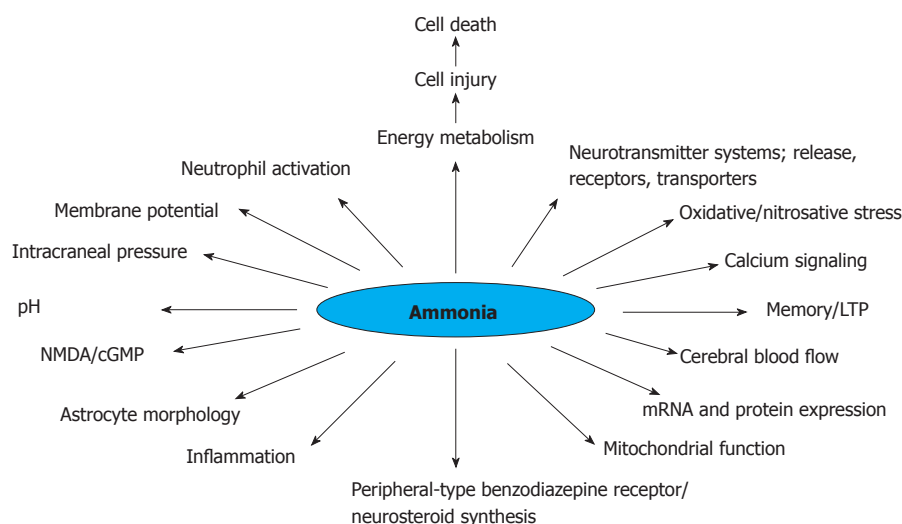 Cell death
Cell injury
Energy metabolism
Neurotransmitter systems; release,
receptors, transporters
Neutrophil activation
Membrane potential
Oxidative/nitrosative stress
Intracraneal pressure
Calcium signaling
pH
Ammonia
Memory/LTP
NMDA/cGMP
Cerebral blood flow
Astrocyte morphology
mRNA and protein expression
Inflammation
Mitochondrial function
Peripheral-type benzodiazepine receptor/
neurosteroid synthesis